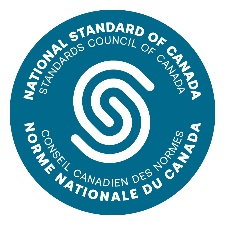 NATIONAL STANDARD OF CANADA
STANDARDS COUNCIL OF CANADA
CONSEIL CANADIEN DES NORMES
NORME NATIONALE DU CANADA